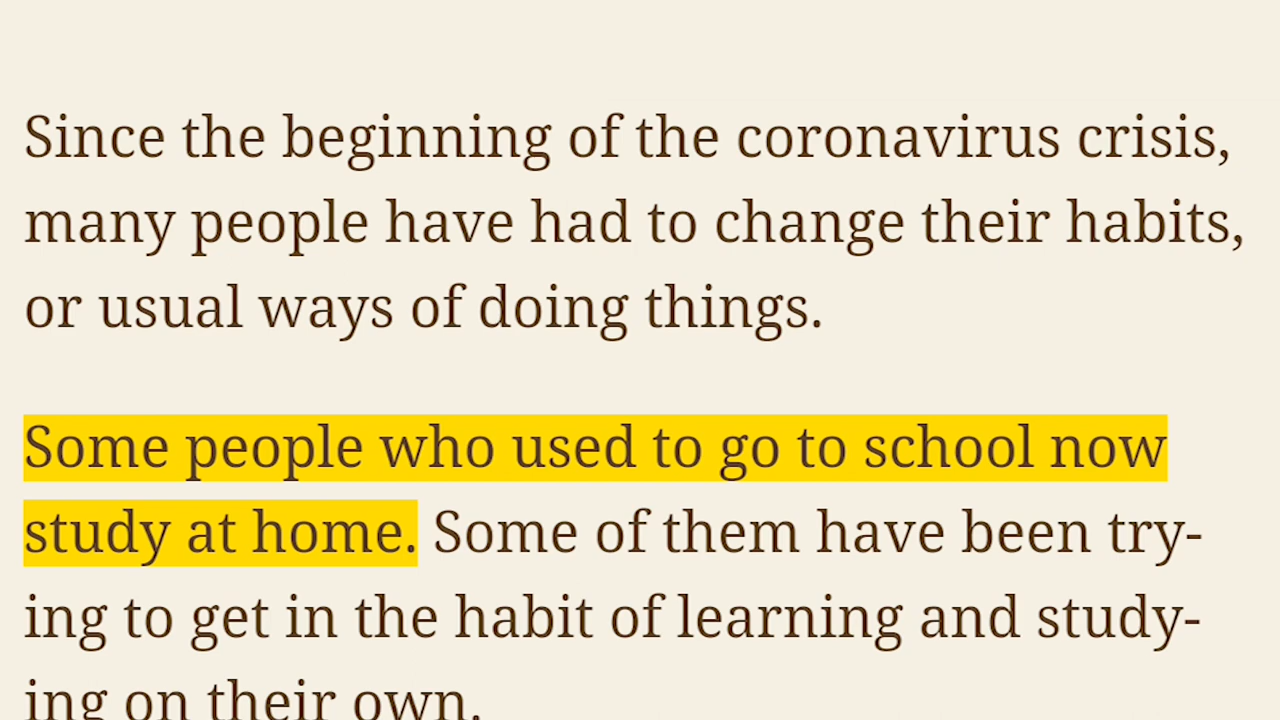 Since the beginning of the coronavirus crisis,
many people have had to change their habits,
or usual ways of doing things.
Some people who used to go to school now
study at home. Some of them have been try-
ing to get in the habit of learning and study-
ing on their own.